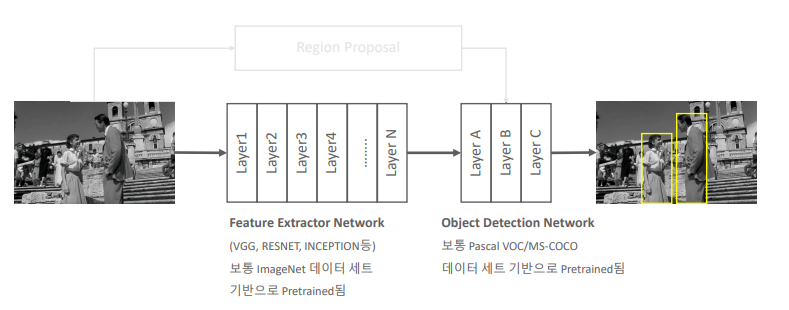 Region Proposal
Layer1
Layer2
Layer3
Layer4
........
Layer N
Layer A
Layer B
Layer C
Feature Extractor Network
(VGG, RESNET, INCEPTION등)
보통 ImageNet 데이터 세트
기반으로 Pretrained됨
Object Detection Network
보통 Pascal VOC/MS-COCO
데이터 세트 기반으로 Pretrained됨